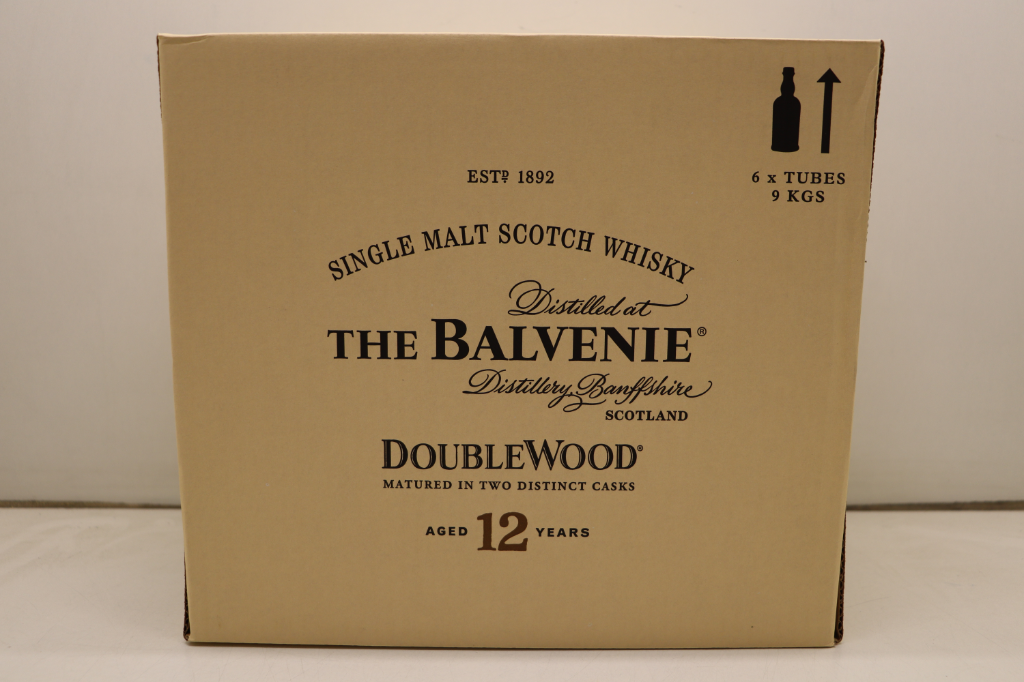 6 x TUBES
9 KGS
ESTD 1892
SINGLE MALT SCOTCH WHISKY
Distilled at
THE BALVENIE®
Distillery, Banffshire
SCOTLAND
DOUBLEWOOD®
MATURED IN TWO DISTINCT CASKS
AGED 12 YEARS